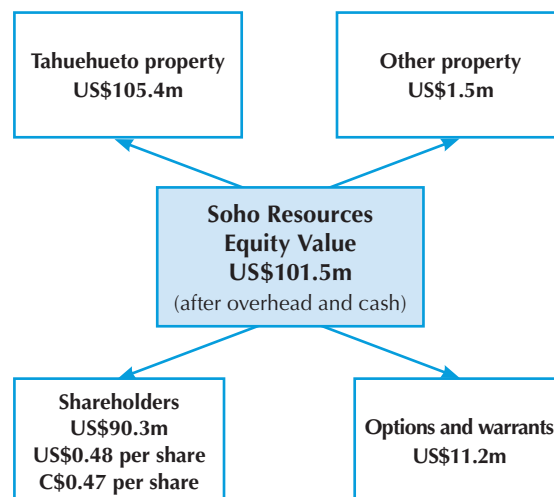 Tahuehueto property
US$105.4m
Other property
US$1.5m
Soho Resources
Equity Value
US$101.5m
(after overhead and cash)
Shareholders
US$90.3m
US$0.48 per share
C$0.47 per share
Options and warrants
US$11.2m